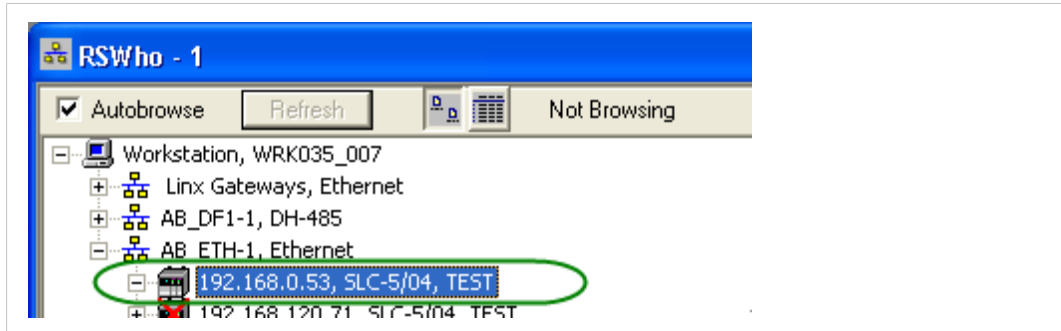 RSWho - 1
Autobrowse Refresh Not Browsing
Workstation, WRK035_007
Linx Gateways, Ethernet
AB_DF1-1, DH-485
AB_ETH-1, Ethernet
192.168.0.53, SLC-5/04, TEST
192.168.120.71, SLC-5/04, TEST